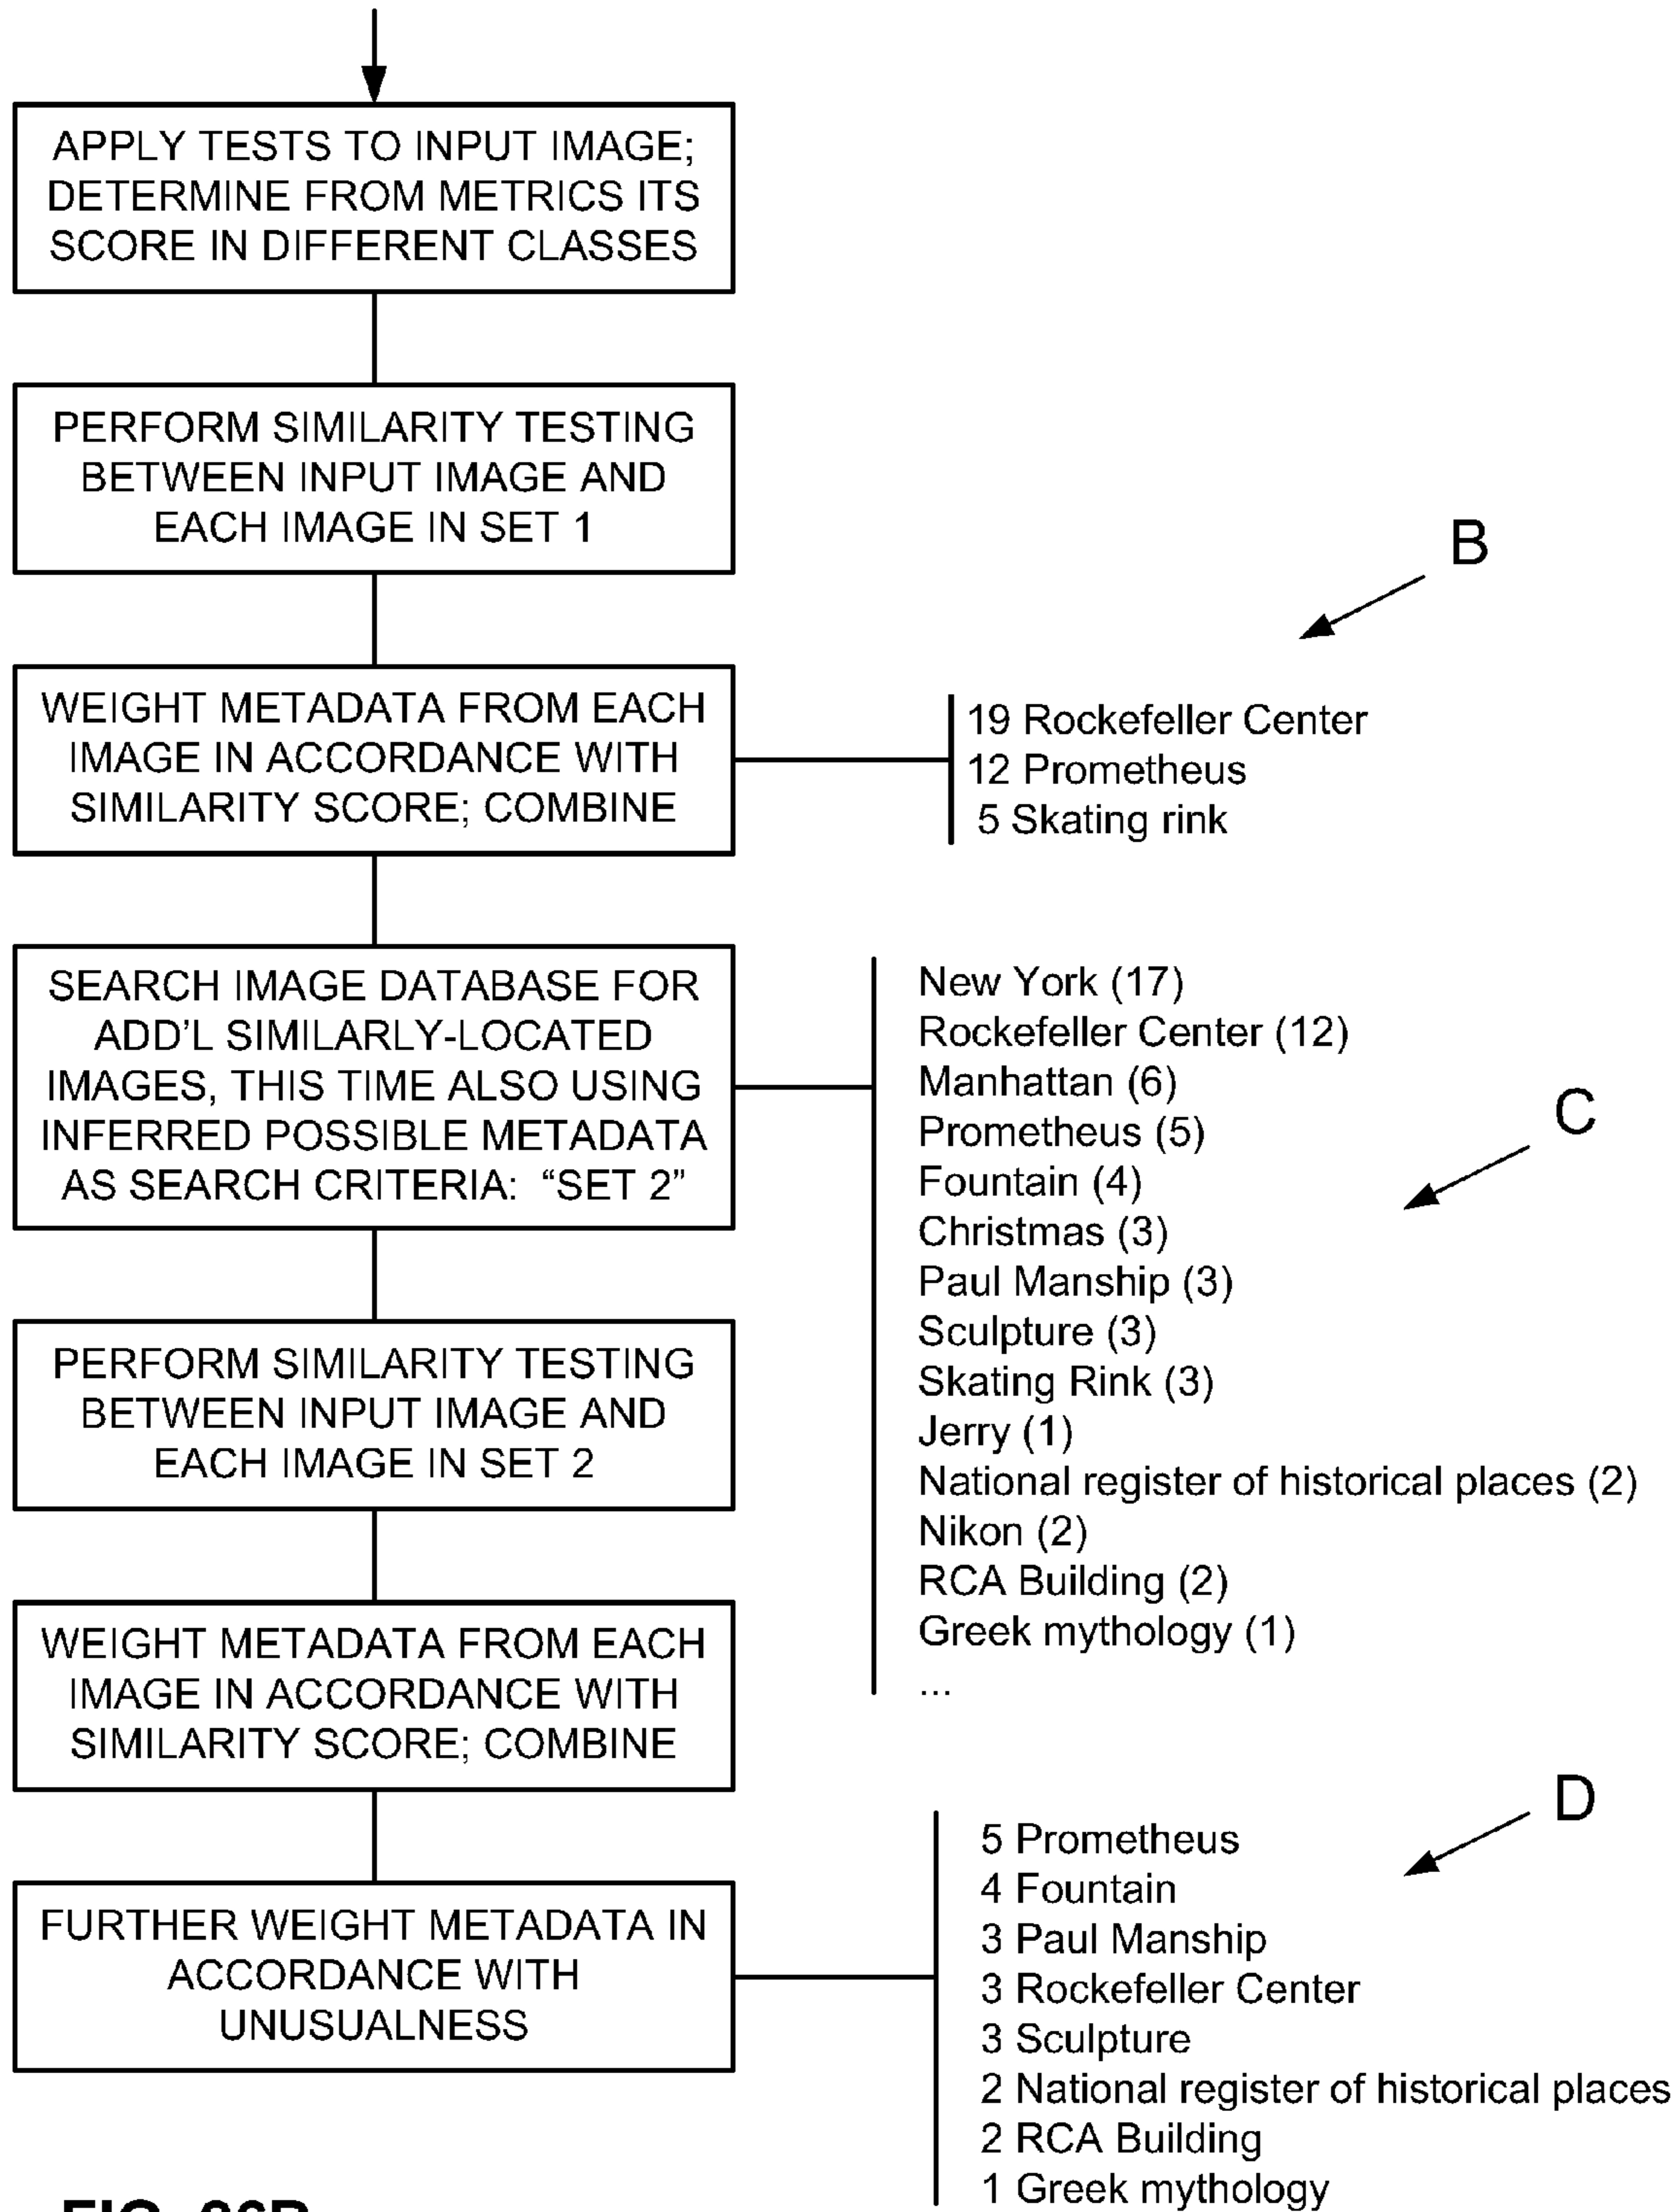 APPLY TESTS TO INPUT IMAGE;
DETERMINE FROM METRICS ITS
SCORE IN DIFFERENT CLASSES
PERFORM SIMILARITY TESTING
BETWEEN INPUT IMAGE AND
EACH IMAGE IN SET 1
B
WEIGHT METADATA FROM EACH
IMAGE IN ACCORDANCE WITH
SIMILARITY SCORE; COMBINE
19 Rockefeller Center
12 Prometheus
5 Skating rink
SEARCH IMAGE DATABASE FOR
ADD'L SIMILARLY-LOCATED
IMAGES, THIS TIME ALSO USING
INFERRED POSSIBLE METADATA
AS SEARCH CRITERIA: “SET 2”
New York (17)
Rockefeller Center (12)
Manhattan (6)
Prometheus (5)
Fountain (4)
Christmas (3)
Paul Manship (3)
Sculpture (3)
Skating Rink (3)
Jerry (1)
National register of historical places (2)
Nikon (2)
RCA Building (2)
Greek mythology (1)
...
C
PERFORM SIMILARITY TESTING
BETWEEN INPUT IMAGE AND
EACH IMAGE IN SET 2
WEIGHT METADATA FROM EACH
IMAGE IN ACCORDANCE WITH
SIMILARITY SCORE; COMBINE
D
FURTHER WEIGHT METADATA IN
ACCORDANCE WITH
UNUSUALNESS
5 Prometheus
4 Fountain
3 Paul Manship
3 Rockefeller Center
3 Sculpture
2 National register of historical places
2 RCA Building
1 Greek mythology